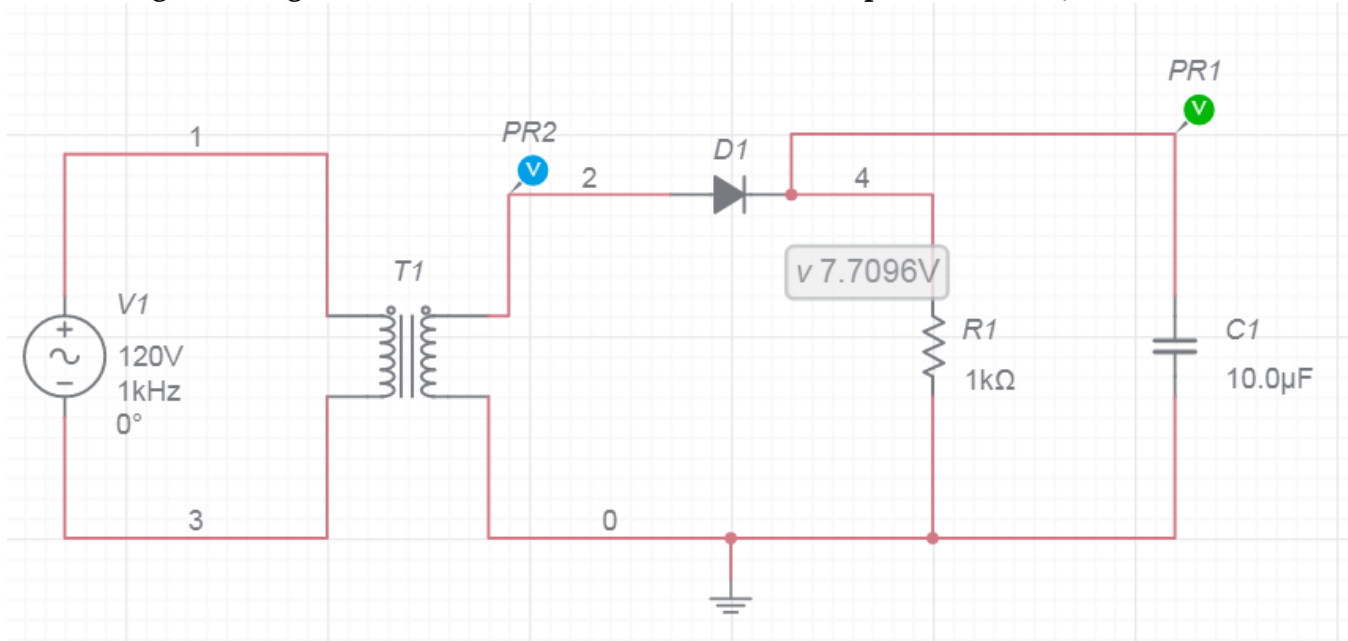 PR1
V
1
PR2
V
2
D1
4
v 7.7096V
T1
V1
120V
1kHz
0°
R1
1kΩ
C1
10.0µF
3
0